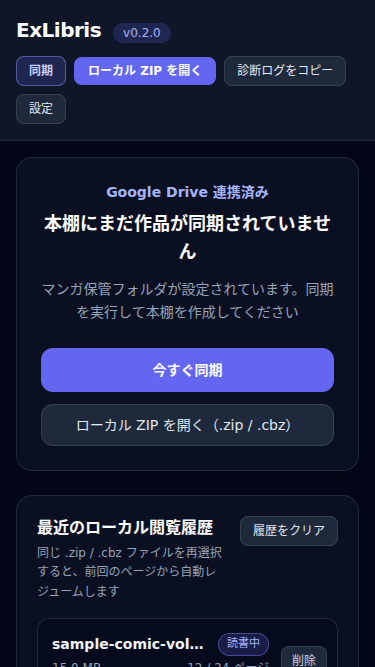 ExLibris v0.2.0
同期 ローカル ZIP を開く 診断ログをコピー
設定
Google Drive 連携済み
本棚にまだ作品が同期されていませ
ん
マンガ保管フォルダが設定されています。同期
を実行して本棚を作成してください
今すぐ同期
ローカル ZIP を開く（.zip / .cbz）
最近のローカル閲覧履歴 履歴をクリア
同じ .zip / .cbz ファイルを再選択
すると、前回のページから自動レ
ジュームします
sample-comic-vol… 読書中
削除
15.0 MB 12 / 24 ページ